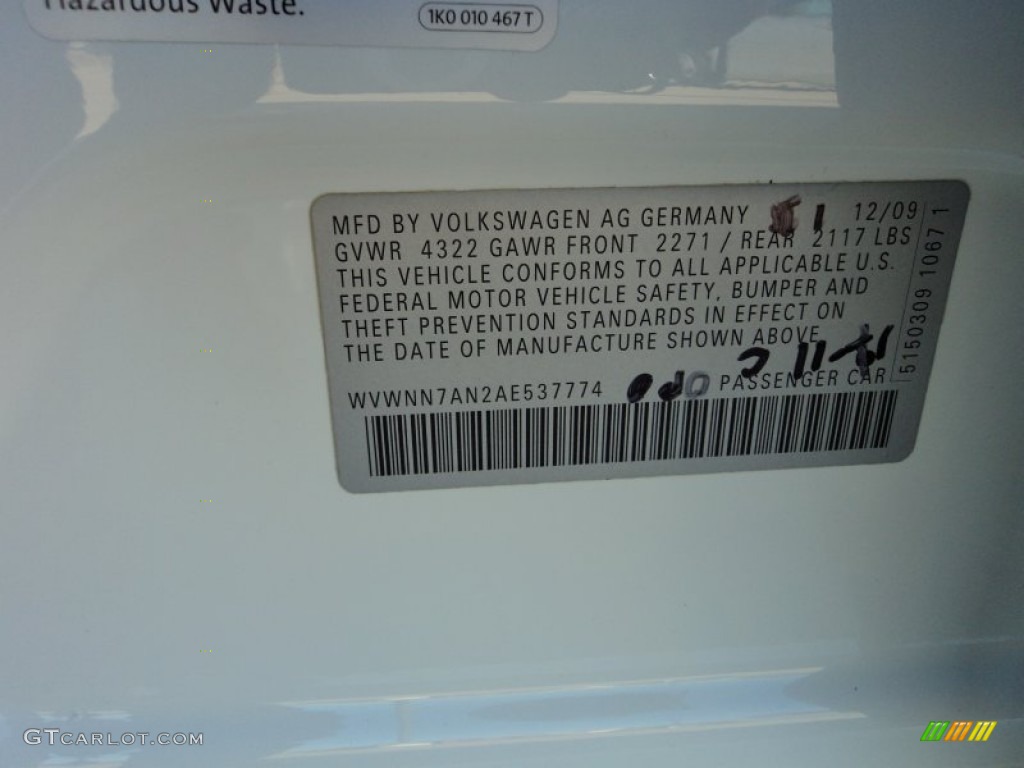 Hazardous Waste.
1K0 010 467 T
MFD BY VOLKSWAGEN AG GERMANY 12/09
GVWR 4322 GAWR FRONT 2271 / REAR 2117 LBS
THIS VEHICLE CONFORMS TO ALL APPLICABLE U.S.
FEDERAL MOTOR VEHICLE SAFETY, BUMPER AND
THEFT PREVENTION STANDARDS IN EFFECT ON
THE DATE OF MANUFACTURE SHOWN ABOVE
WVWNN7AN2AE537774 PASSENGER CAR
5150309 10671
GTCARLOT.COM